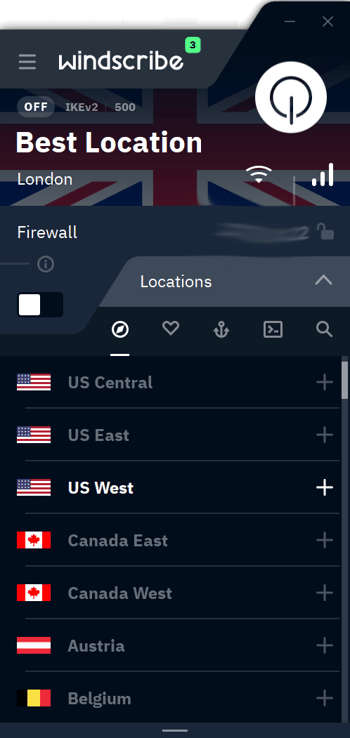 windscribe
3
OFF IKEv2 500
Best Location
London
Firewall
Locations
US Central
US East
US West
Canada East
Canada West
Austria
Belgium